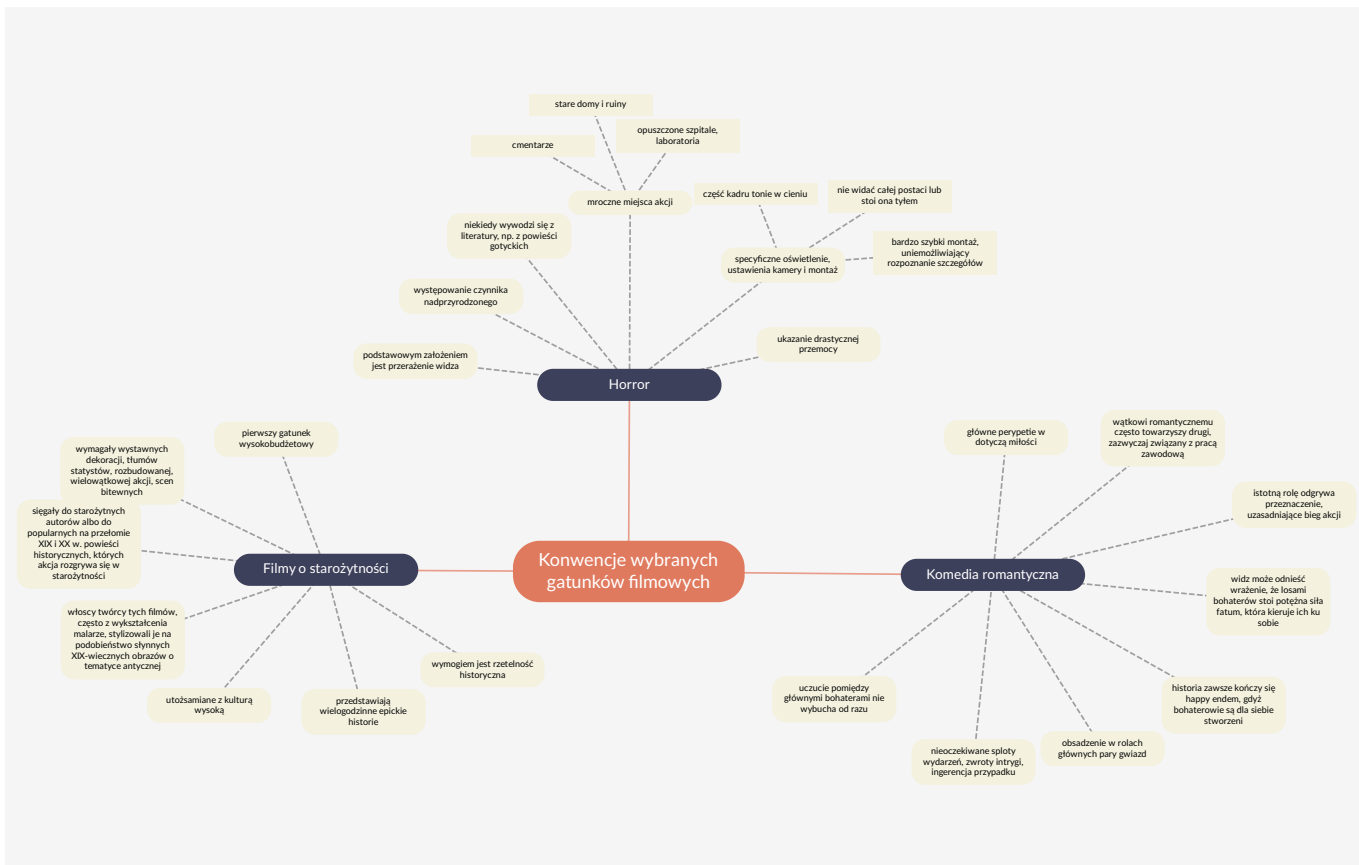 stare domy i ruiny
opuszczone szpitale,
laboratoria
cmentarze
mroczne miejsca akcji
część kadru tonie w cieniu
nie widać całej postaci lub
stoi ona tyłem
niekiedy wywodzi się z
literatury, np. z powieści
gotyckich
specyficzne oświetlenie,
ustawienia kamery i montaż
bardzo szybki montaż,
uniemożliwiający
rozpoznanie szczegółów
występowanie czynnika
nadprzyrodzonego
ukazanie drastycznej
przemocy
podstawowym założeniem
jest przerażenie widza
Horror
pierwszy gatunek
wysokobudżetowy
wymagały wystawnych
dekoracji, tłumów
statystów, rozbudowanej,
wielowątkowej akcji, scen
bitewnych
sięgały do starożytnych
autorów albo do
popularnych na przełomie
XIX i XX w. powieści
historycznych, których
akcja rozgrywa się w
starożytności
Filmy o starożytności
włoscy twórcy tych filmów,
często z wykształcenia
malarze, stylizowali je na
podobieństwo słynnych
XIX-wiecznych obrazów o
tematyce antycznej
utożsamiane z kulturą
wysoką
przedstawiają
wielogodzinne epickie
historie
wymogiem jest rzetelność
historyczna
Konwencje wybranych
gatunków filmowych
główne perypetie w
dotyczą miłości
wątkowi romantycznemu
często towarzyszy drugi,
zazwyczaj związany z pracą
zawodową
istotną rolę odgrywa
przeznaczenie,
uzasadniające bieg akcji
Komedia romantyczna
widz może odnieść
wrażenie, że losami
bohaterów stoi potężna siła
fatum, która kieruje ich ku
sobie
uczucie pomiędzy
głównymi bohaterami nie
wybucha od razu
historia zawsze kończy się
happy endem, gdyż
bohaterowie są dla siebie
stworzeni
nieoczekiwane sploty
wydarzeń, zwroty intrygi,
ingerencja przypadku
obsadzenie w rolach
głównych pary gwiazd